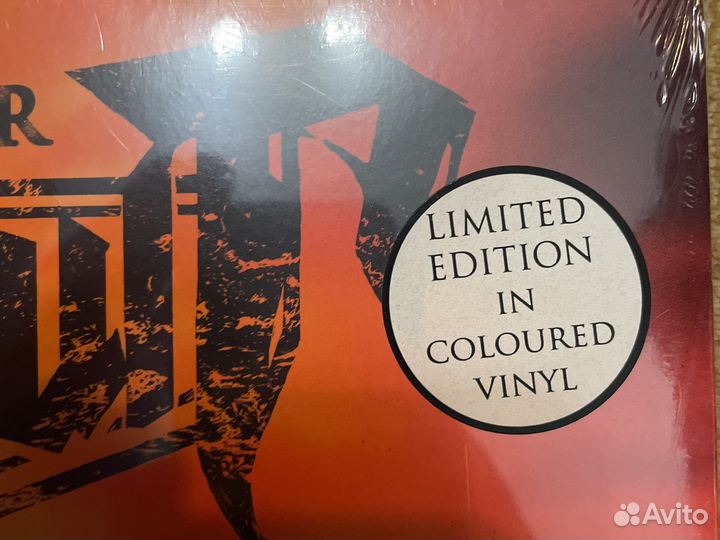 R
LIMITED
EDITION
IN
COLOURED
VINYL
Avito